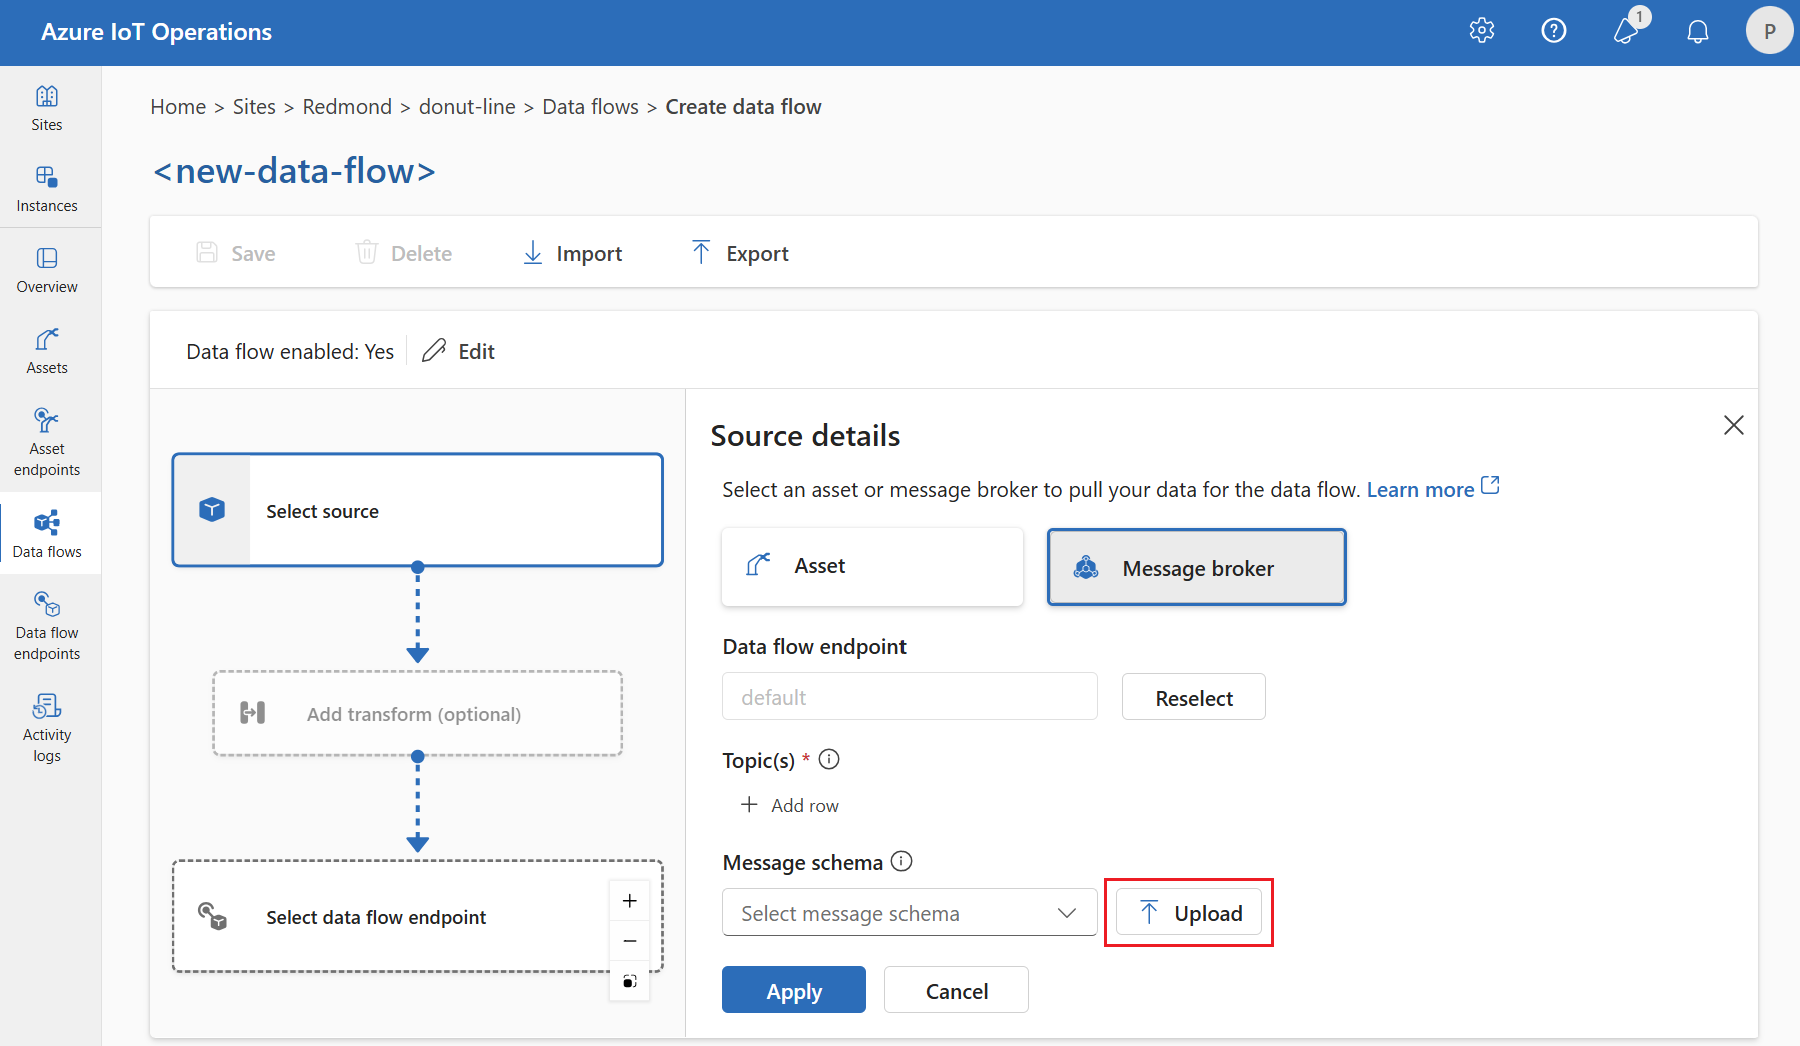 Azure IoT Operations
1
P
Sites
Instances
Overview
Assets
Asset
endpoints
Data flows
Data flow
endpoints
Activity
logs
Home > Sites > Redmond > donut-line > Data flows > Create data flow
<new-data-flow>
Save
Delete
Import
Export
Data flow enabled: Yes
Edit
Select source
Add transform (optional)
Select data flow endpoint
Source details
Select an asset or message broker to pull your data for the data flow. Learn more
Asset
Message broker
Data flow endpoint
default
Reselect
Topic(s) *
+ Add row
Message schema
Select message schema
Upload
Apply
Cancel